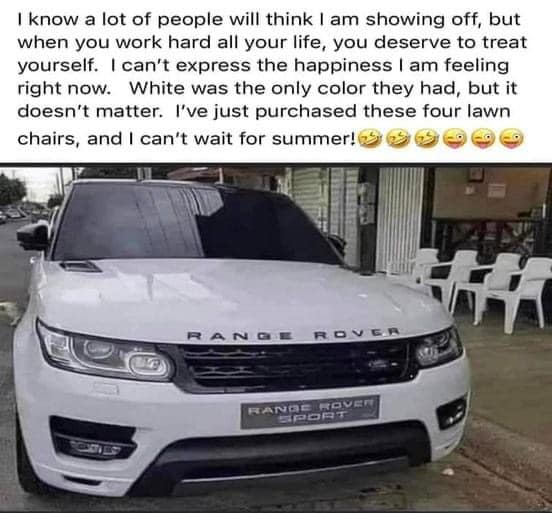 I know a lot of people will think I am showing off, but
when you work hard all your life, you deserve to treat
yourself.  I can't express the happiness I am feeling
right now.   White was the only color they had, but it
doesn't matter.  I've just purchased these four lawn
chairs, and I can't wait for summer!🤣🤣🤣😜😜😜
RANGE ROVER
RANGE ROVER
SPORT